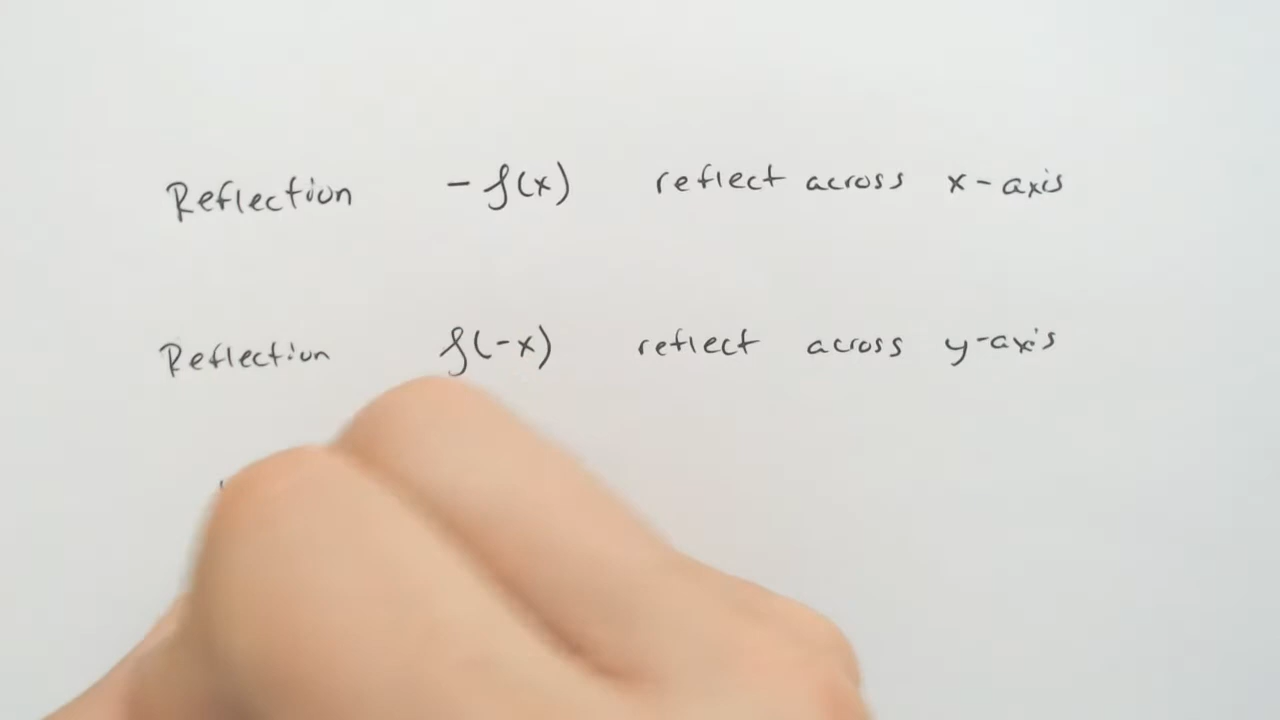 Reflection -f(x) reflect across x-axis
Reflection f(-x) reflect across y-axis